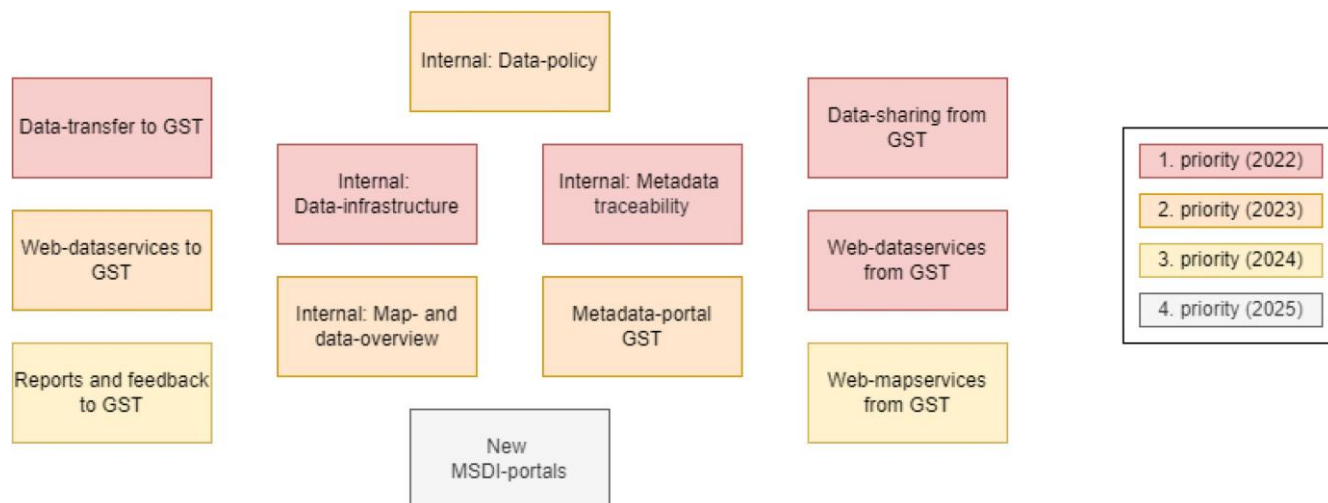 Internal: Data-policy
Data-transfer to GST
Data-sharing from
GST
Internal:
Data-infrastructure
Internal: Metadada
traceability
1. priority (2022)
2. priority (2023)
3. priority (2024)
4. priority (2025)
Web-dataservices to
GST
Web-dataservices
from GST
Internal: Map- and
data-overview
Metadata-portal
GST
Reports and feedback
to GST
Web-mapservices
from GST
New
MSDI-portals